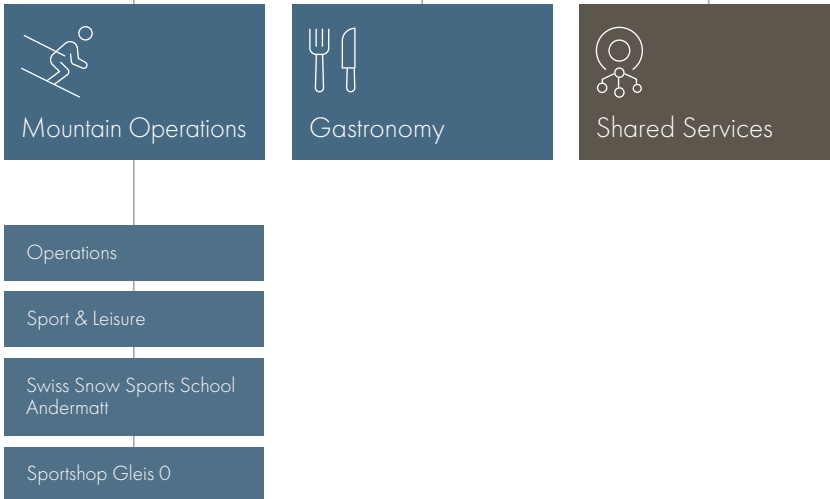 Mountain Operations
Gastronomy
Shared Services
Operations
Sport & Leisure
Swiss Snow Sports School
Andermatt
Sportshop Gleis 0